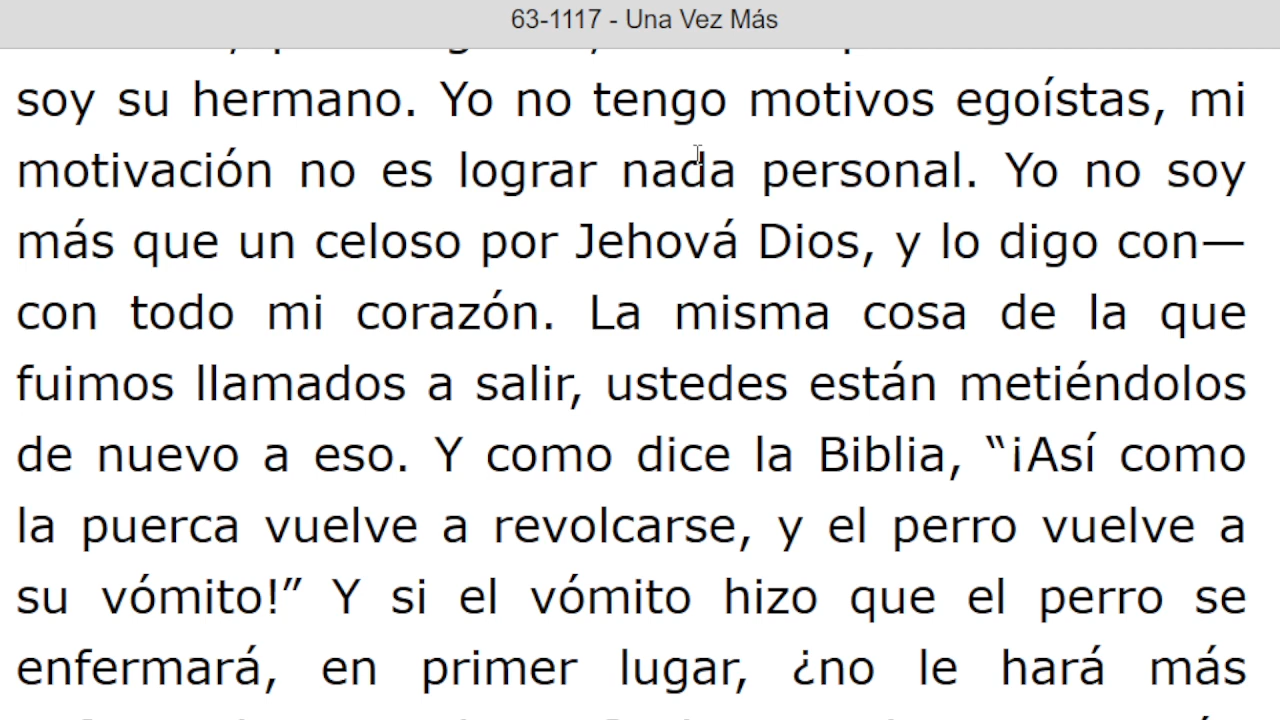 63-1117 - Una Vez Más
soy su hermano. Yo no tengo motivos egoístas, mi
motivación no es lograr nada personal. Yo no soy
más que un celoso por Jehová Dios, y lo digo con—
con todo mi corazón. La misma cosa de la que
fuimos llamados a salir, ustedes están metiéndolos
de nuevo a eso. Y como dice la Biblia, “¡Así como
la puerca vuelve a revolcarse, y el perro vuelve a
su vómito!” Y si el vómito hizo que el perro se
enfermará, en primer lugar, ¿no le hará más